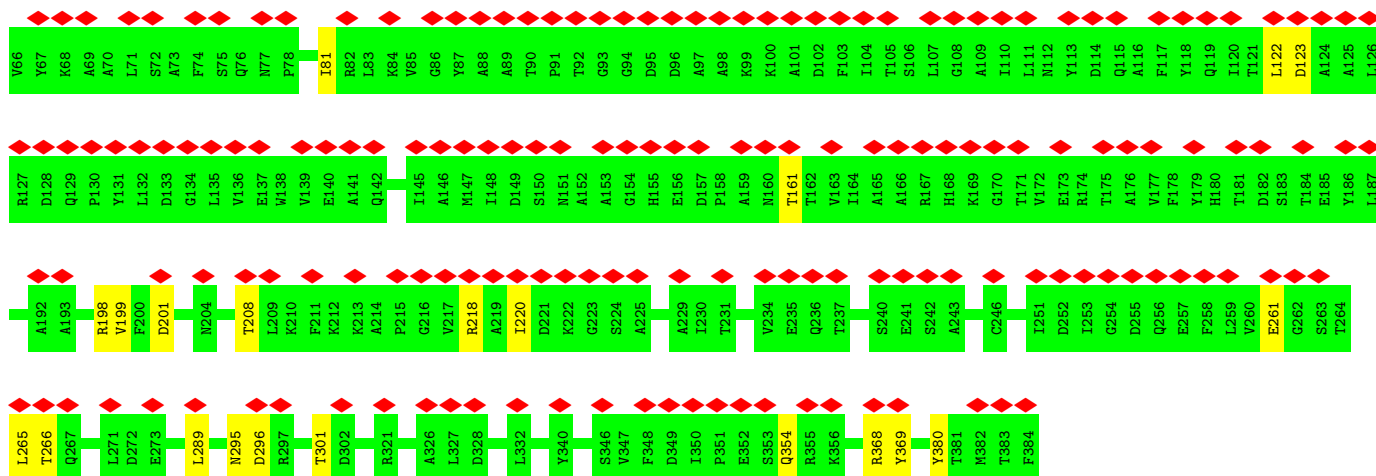 V66 Y67 K68 A69 A70 L71 S72 A73 F74 S75 Q76 N77 P78 I81 R82 L83 K84 V85 G86 Y87 A88 A89 T90 P91 T92 G93 G94 D95 D96 A97 A98 K99 K100 A101 D102 F103 I104 T105 S106 L107 G108 A109 I110 L111 N112 Y113 D114 Q115 A116 F117 Y118 Q119 I120 T121 L122 D123 A124 A125 L126
R127 D128 Q129 P130 Y131 L132 D133 G134 L135 V136 E137 W138 V139 E140 A141 Q142 I145 A146 M147 I148 D149 S150 N151 A152 A153 G154 H155 E156 D157 P158 A159 N160 T161 T162 V163 I164 A165 A166 R167 H168 K169 G170 T171 V172 E173 R174 T175 A176 V177 F178 Y179 H180 T181 D182 S183 T184 E185 Y186 L187
A192 A193 R198 V199 F200 D201 N204 T208 L209 K210 F211 K212 K213 A214 P215 G216 V217 R218 A219 I220 D221 K222 G223 S224 A225 A229 I230 T231 V234 E235 Q236 T237 S240 E241 S242 A243 C246 I251 D252 I253 G254 D255 Q256 E257 F258 L259 V260 E261 G262 S263 T264
L265 T266 Q267 L271 D272 E273 L289 N295 D296 R297 T301 D302 R321 A326 L327 D328 L332 Y340 S346 V347 F348 D349 I350 P351 E352 S353 Q354 R355 K356 R368 Y369 Y380 T381 M382 T383 F384